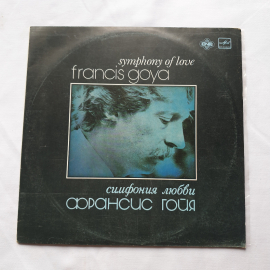 symphony of love
francis goya
симфония любви
франсис гойя